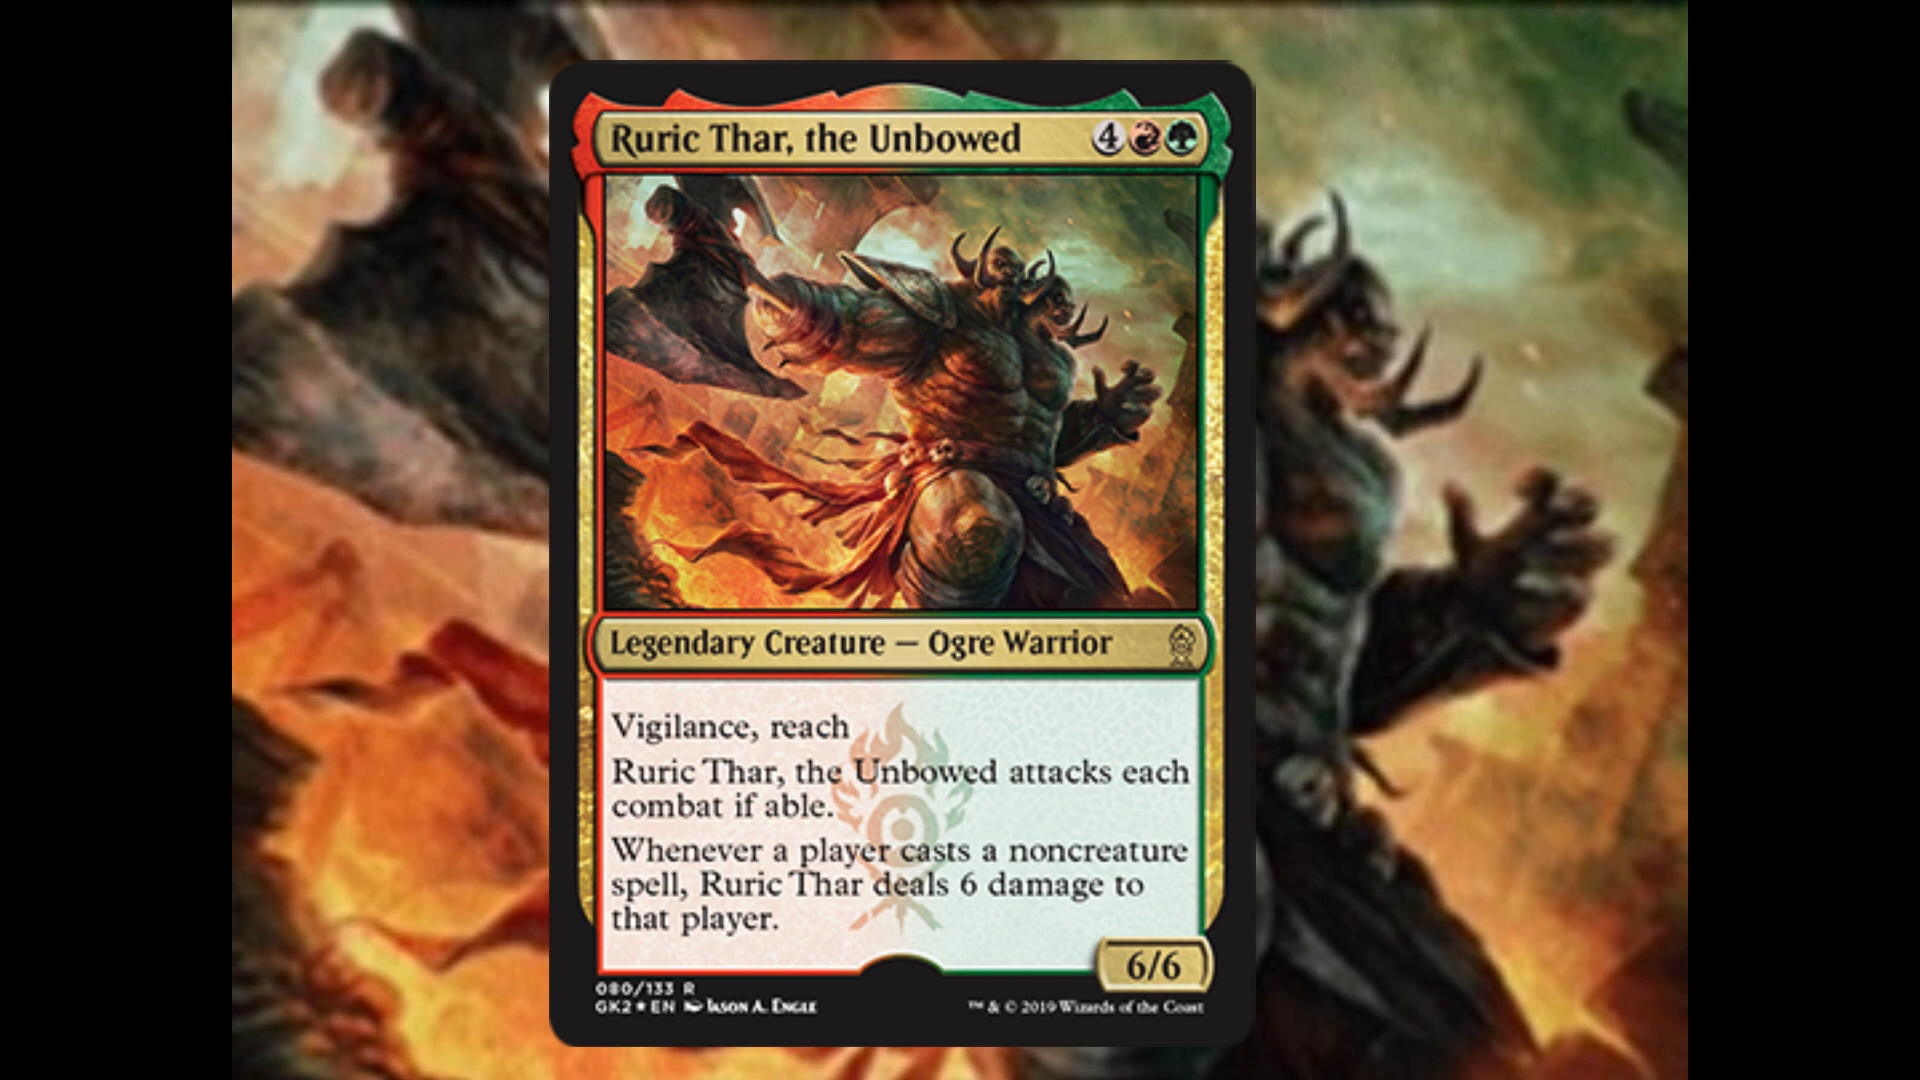 Ruric Thar, the Unbowed 4
Legendary Creature — Ogre Warrior
Vigilance, reach
Ruric Thar, the Unbowed attacks each
combat if able.
Whenever a player casts a noncreature
spell, Ruric Thar deals 6 damage to
that player.
6/6
080/133 R
GK2★EN Jason A. Engle
™ & © 2019 Wizards of the Coast